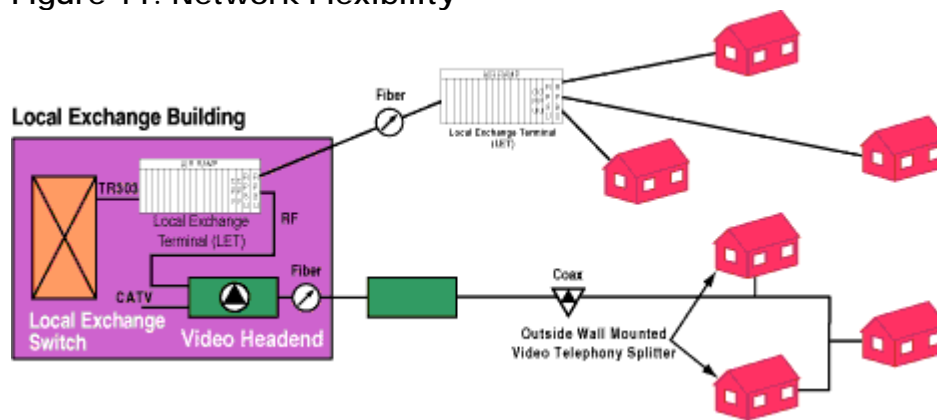 Figure 11: Network Flexibility
Fiber
Local Exchange Building
Local Exchange Terminal
(LET)
TR303
Local Exchange
Terminal (LET)
RF
CATV
Fiber
Coax
Local Exchange
Switch
Video Headend
Outside Wall Mounted
Video Telephony Splitter